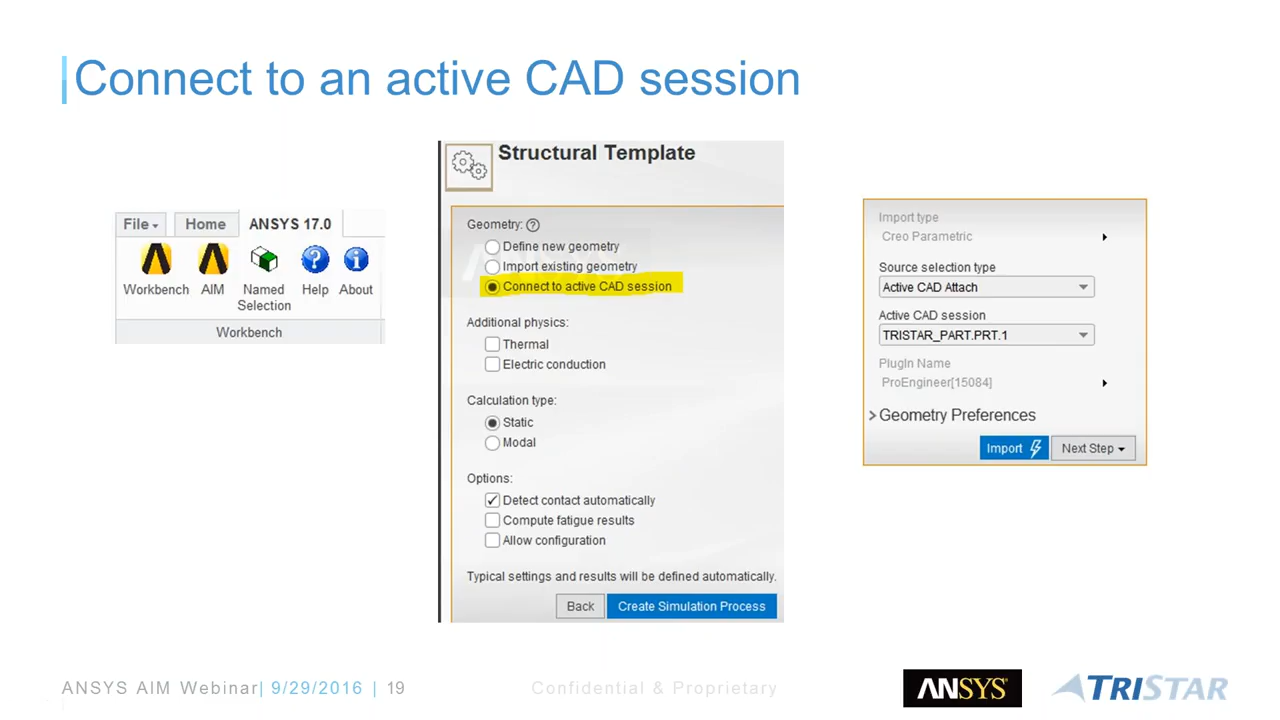 Connect to an active CAD session
File Home ANSYS 17.0
Workbench AIM Named Selection Help About
Workbench
Structural Template
Geometry:
Define new geometry
Import existing geometry
Connect to active CAD session
Additional physics:
Thermal
Electric conduction
Calculation type:
Static
Modal
Options:
Detect contact automatically
Compute fatigue results
Allow configuration
Typical settings and results will be defined automatically.
Back Create Simulation Process
Import type
Creo Parametric
Source selection type
Active CAD Attach
Active CAD session
TRISTAR_PART.PRT.1
PlugIn Name
ProEngineer[15084]
Geometry Preferences
Import Next Step
ANSYS AIM Webinar| 9/29/2016 | 19
Confidential & Proprietary
ANSYS®
TRISTAR